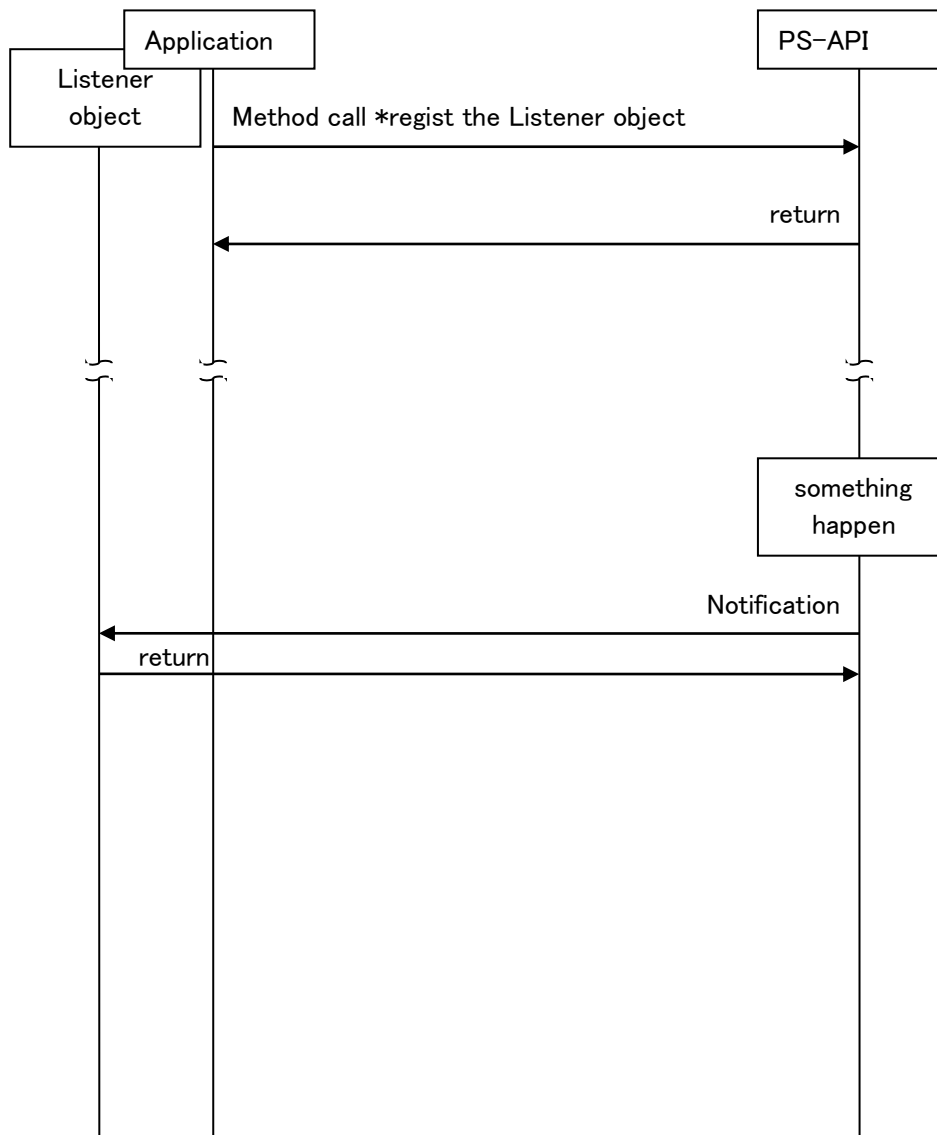 Application
PS-API
Listener
object
Method call *regist the Listener object
return
something
happen
Notification
return